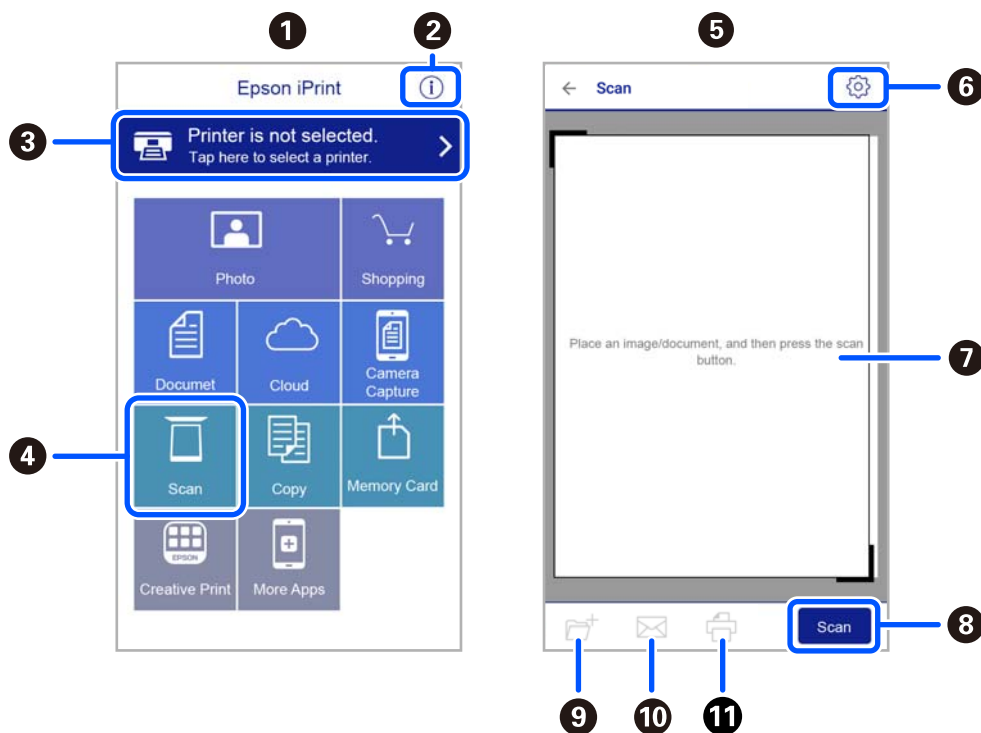 1
2
Epson iPrint
i
3
Printer is not selected.
Tap here to select a printer.
Photo
Shopping
Documet
Cloud
Camera
Capture
4
Scan
Copy
Memory Card
EPSON
Creative Print
More Apps
5
Scan
6
Place an image/document, and then press the scan
button.
7
Scan
8
9
10
11